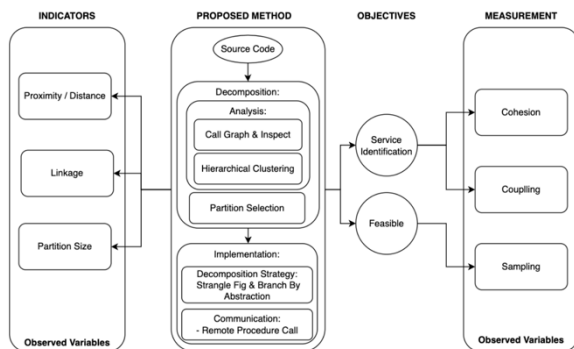 INDICATORS
PROPOSED METHOD
OBJECTIVES
MEASUREMENT
Proximity / Distance
Linkage
Partition Size
Observed Variables
Source Code
Decomposition:
Analysis:
Call Graph & Inspect
Hierarchical Clustering
Partition Selection
Implementation:
Decomposition Strategy:
Strangle Fig & Branch By
Abstraction
Communication:
- Remote Procedure Call
Service
Identification
Feasible
Cohesion
Couplling
Sampling
Observed Variables